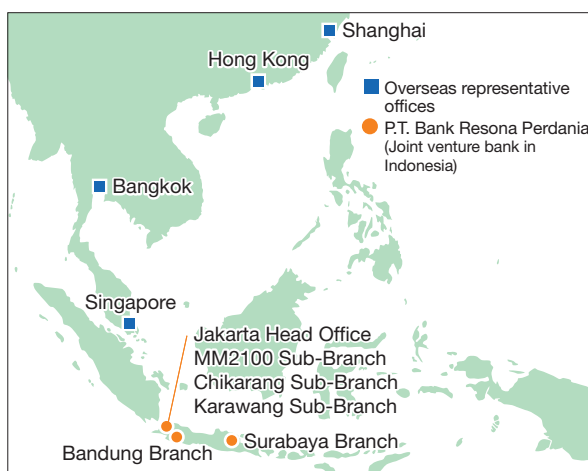 Shanghai
Hong Kong
Overseas representative
offices
P.T. Bank Resona Perdania
(Joint venture bank in
Indonesia)
Bangkok
Singapore
Jakarta Head Office
MM2100 Sub-Branch
Chikarang Sub-Branch
Karawang Sub-Branch
Bandung Branch
Surabaya Branch